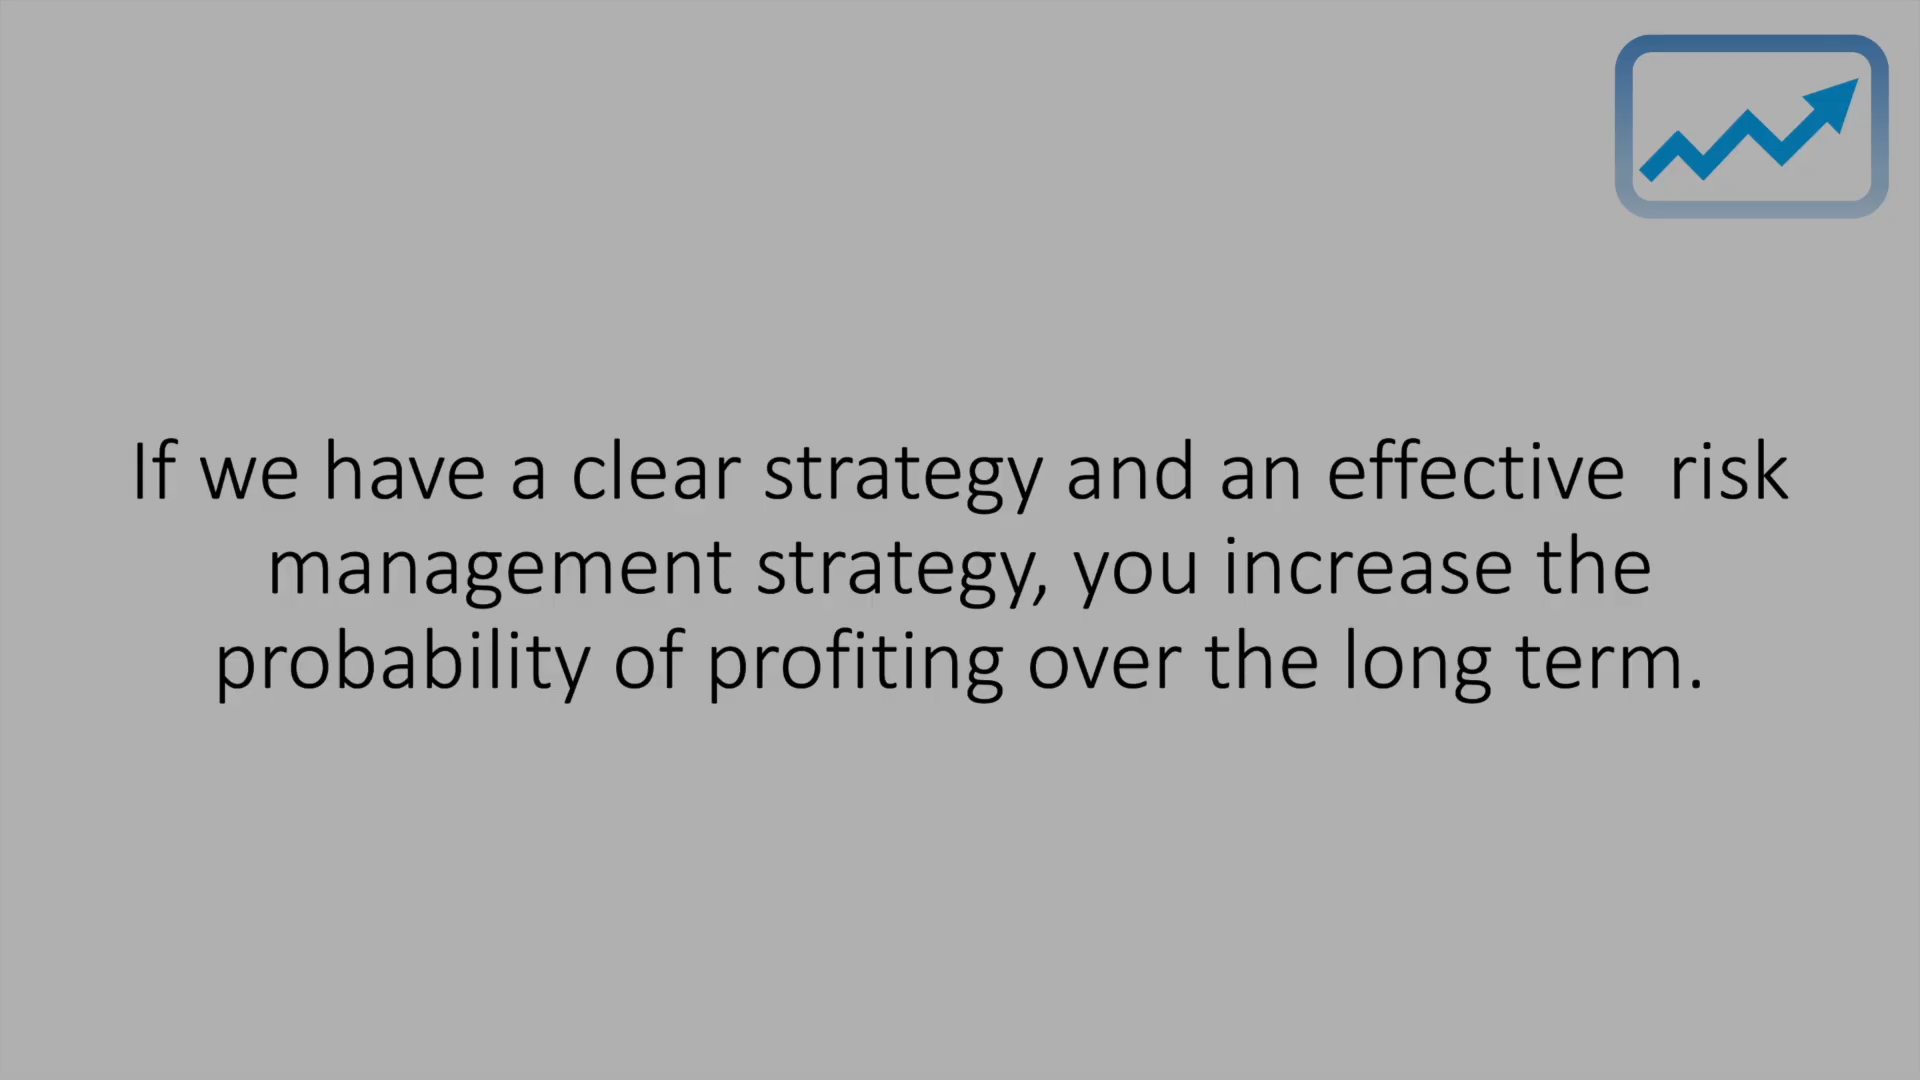 If we have a clear strategy and an effective  risk
management strategy, you increase the
probability of profiting over the long term.